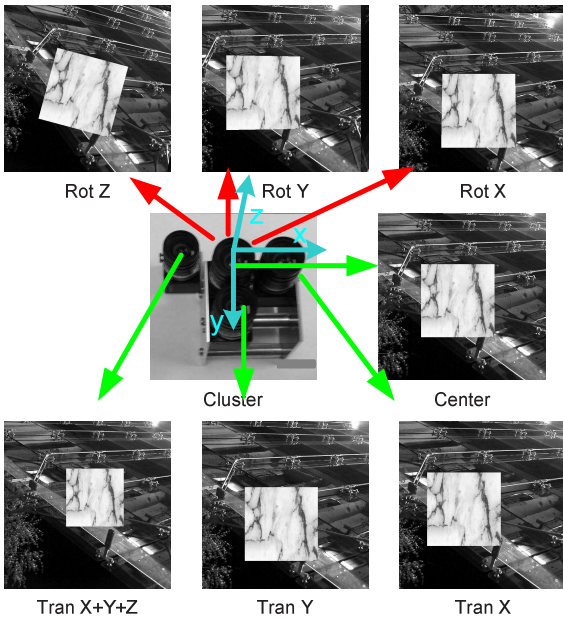 Rot Z
Rot Y
Rot X
z
x
y
Cluster
Center
Tran X+Y+Z
Tran Y
Tran X